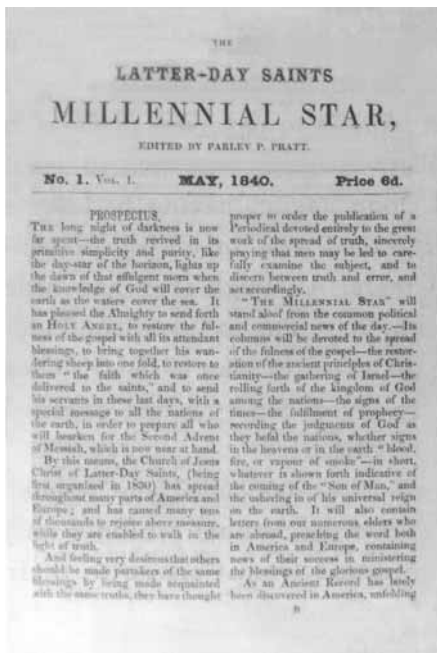 THE
LATTER-DAY SAINTS
MILLENNIAL STAR,
EDITED BY PARLEY P. PRATT.
No. 1. Vol. I. MAY, 1840. Price 6d.
PROSPECTUS.
THE long night of darkness is now
far spent—the truth revived in its
primitive simplicity and purity, like
the day-star of the horizon, lights up
the dawn of that effulgent morn when
the knowledge of God will cover the
earth as the waters cover the sea. It
has pleased the Almighty to send forth
an HOLY ANGEL, to restore the ful-
ness of the gospel with all its attendant
blessings, to bring together his wan-
dering sheep into one fold, to restore to
them "the faith which was once
delivered to the saints," and to send
his servants in these last days, with a
special message to all the nations of
the earth, in order to prepare all who
will hearken for the Second Advent
of Messiah, which is now near at hand.
By this means, the Church of Jesus
Christ of Latter-Day Saints, (being
first organised in 1830) has spread
throughout many parts of America and
Europe; and has caused many tens
of thousands to rejoice above measure,
while they are enabled to walk in the
light of truth.
And feeling very desirous that others
should be made partakers of the same
blessings by being made acquainted
with the same truths, they have thought
proper to order the publication of a
Periodical devoted entirely to the great
work of the spread of truth, sincerely
praying that men may be led to care-
fully examine the subject, and to
discern between truth and error, and
act accordingly.
"THE MILLENNIAL STAR" will
stand aloof from the common political
and commercial news of the day.—Its
columns will be devoted to the spread
of the fulness of the gospel—the restor-
ation of the ancient principles of Chris-
tianity—the gathering of Israel—the
rolling forth of the kingdom of God
among the nations—the signs of the
times—the fulfilment of prophecy—
recording the judgments of God as
they befal the nations, whether signs
in the heavens or in the earth "blood,
fire, or vapour of smoke"—in short,
whatever is shown forth indicative of
the coming of the "Son of Man," and
the ushering in of his universal reign
on the earth. It will also contain
letters from our numerous elders who
are abroad, preaching the word both
in America and Europe, containing
news of their success in ministering
the blessings of the glorious gospel.
As an Ancient Record has lately
been discovered in America, unfolding
B